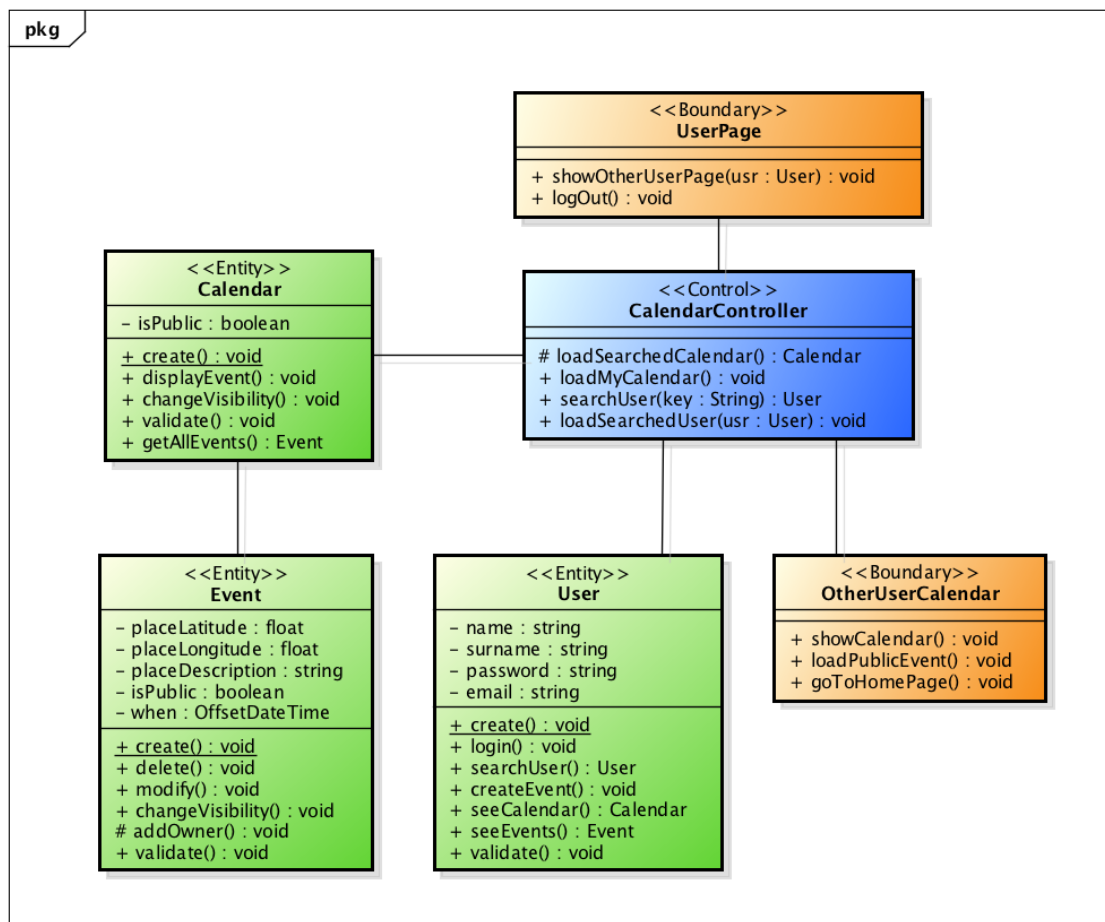 pkg
<<Boundary>>
UserPage
+ showOtherUserPage(usr : User) : void
+ logOut() : void
<<Entity>>
Calendar
– isPublic : boolean
+ create() : void
+ displayEvent() : void
+ changeVisibility() : void
+ validate() : void
+ getAllEvents() : Event
<<Control>>
CalendarController
# loadSearchedCalendar() : Calendar
+ loadMyCalendar() : void
+ searchUser(key : String) : User
+ loadSearchedUser(usr : User) : void
<<Entity>>
Event
– placeLatitude : float
– placeLongitude : float
– placeDescription : string
– isPublic : boolean
– when : OffsetDateTime
+ create() : void
+ delete() : void
+ modify() : void
+ changeVisibility() : void
# addOwner() : void
+ validate() : void
<<Entity>>
User
– name : string
– surname : string
– password : string
– email : string
+ create() : void
+ login() : void
+ searchUser() : User
+ createEvent() : void
+ seeCalendar() : Calendar
+ seeEvents() : Event
+ validate() : void
<<Boundary>>
OtherUserCalendar
+ showCalendar() : void
+ loadPublicEvent() : void
+ goToHomePage() : void